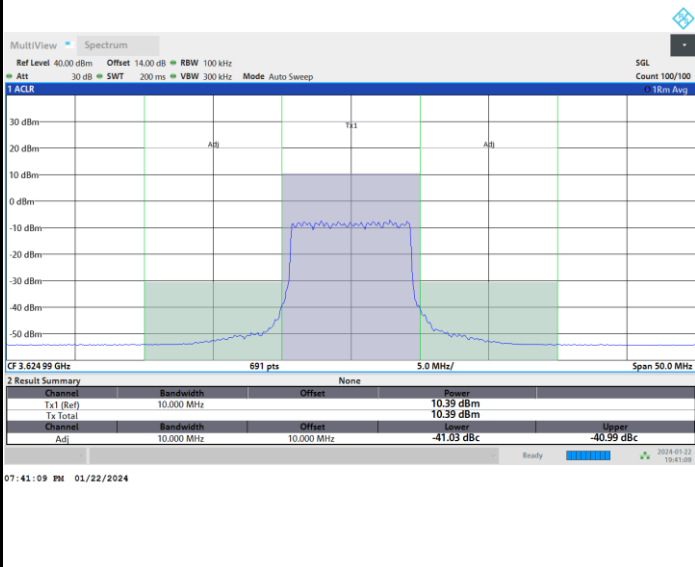 MultiView Spectrum
Ref Level 40.00 dBm Offset 14.00 dB RBW 100 kHz SGL
Att 30 dB SWT 200 ms VBW 300 kHz Mode Auto Sweep Count 100/100
1 ACLR 1Rm Avg
30 dBm
Tx1
20 dBm
Adj Adj
10 dBm
0 dBm
-10 dBm
-20 dBm
-30 dBm
-40 dBm
-50 dBm
CF 3.624 99 GHz 691 pts 5.0 MHz/ Span 50.0 MHz
2 Result Summary None
Channel Bandwidth Offset Power
Tx1 (Ref) 10.000 MHz 10.39 dBm
Tx Total 10.39 dBm
Channel Bandwidth Offset Lower Upper
Adj 10.000 MHz 10.000 MHz -41.03 dBc -40.99 dBc
Ready 2024-01-22
19:41:09
07:41:09 PM 01/22/2024